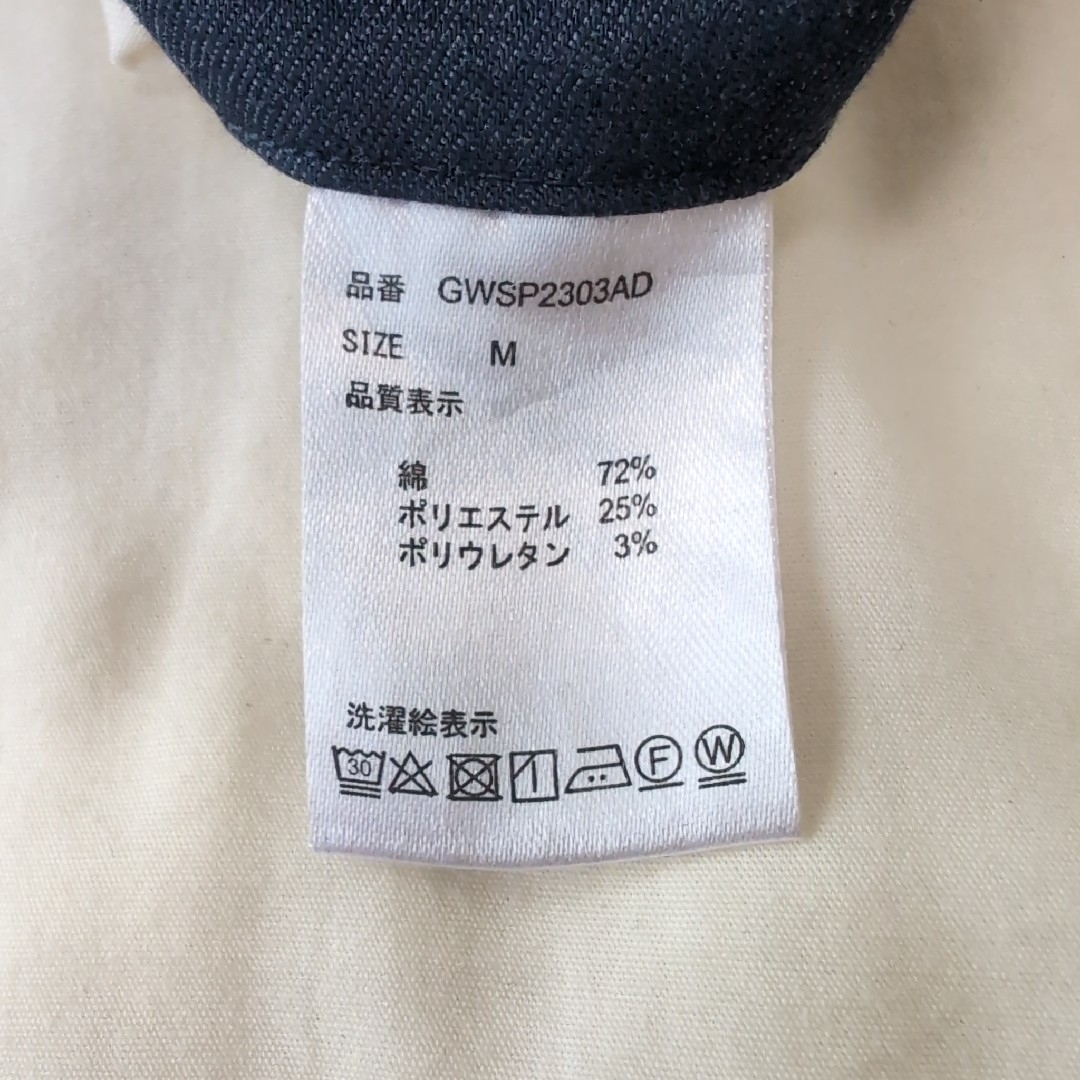 品番 GWSP2303AD
SIZE M
品質表示
綿 72%
ポリエステル 25%
ポリウレタン 3%
洗濯絵表示
30 F W